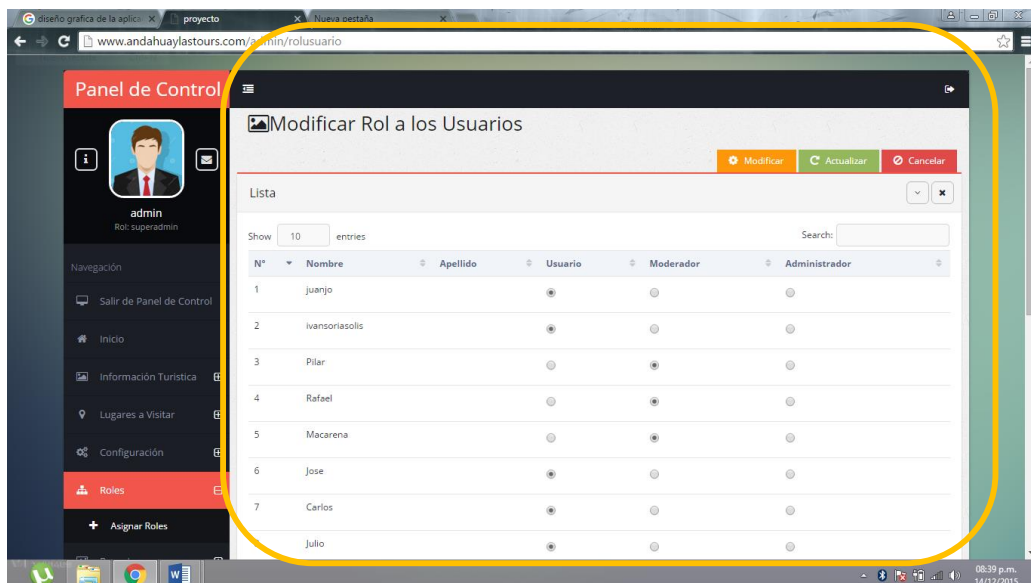 diseño grafica de la aplica
proyecto
Nueva pestaña
www.andahuaylastours.com/admin/rolusuario
Panel de Control
Modificar Rol a los Usuarios
Modificar
Actualizar
Cancelar
admin
Rol: superadmin
Lista
Show 10 entries
Search:
Navegación
Salir de Panel de Control
Inicio
Información Turistica
Lugares a Visitar
Configuración
Roles
Asignar Roles
N° Nombre Apellido Usuario Moderador Administrador
1 juanjo
2 ivansoriasolis
3 Pilar
4 Rafael
5 Macarena
6 Jose
7 Carlos
Julio
08:39 p.m.
14/12/2015